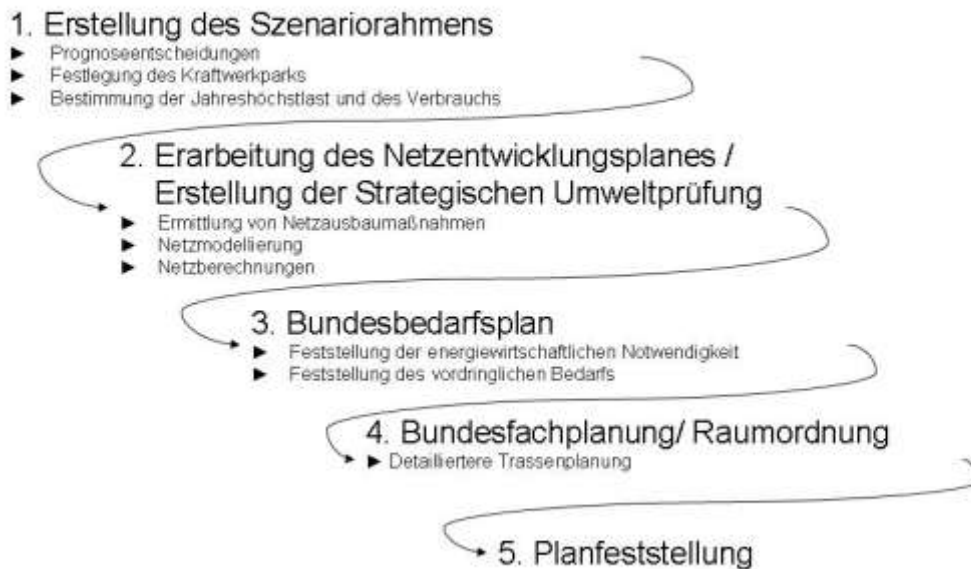 1. Erstellung des Szenariorahmens
► Prognoseentscheidungen
► Festlegung des Kraftwerkparks
► Bestimmung der Jahreshöchstlast und des Verbrauchs
2. Erarbeitung des Netzentwicklungsplanes /
Erstellung der Strategischen Umweltprüfung
► Ermittlung von Netzausbaumaßnahmen
► Netzmodellierung
► Netzberechnungen
3. Bundesbedarfsplan
► Feststellung der energiewirtschaftlichen Notwendigkeit
► Feststellung des vordringlichen Bedarfs
4. Bundesfachplanung/ Raumordnung
► Detailliertere Trassenplanung
5. Planfeststellung